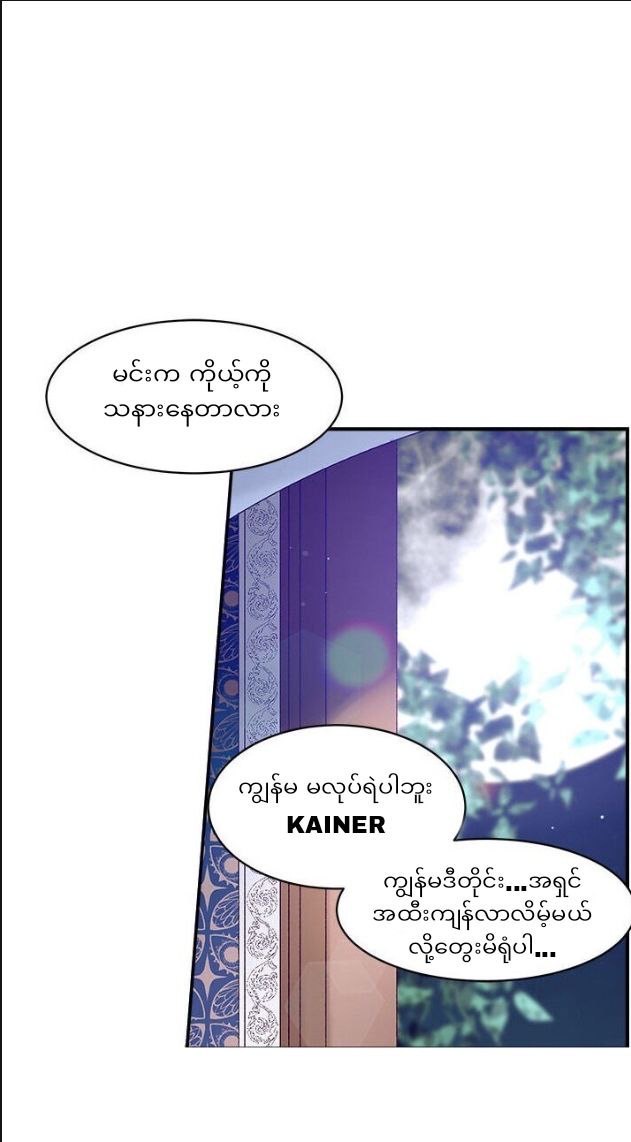 မင်းက ကိုယ့်ကို
သနားနေတာလား
ကျွန်မ မလုပ်ရဲပါဘူး
KAINER
ကျွန်မဒီတိုင်း...အရှင်
အထီးကျန်လာလိမ့်မယ်
လို့တွေးမိရုံပါ...